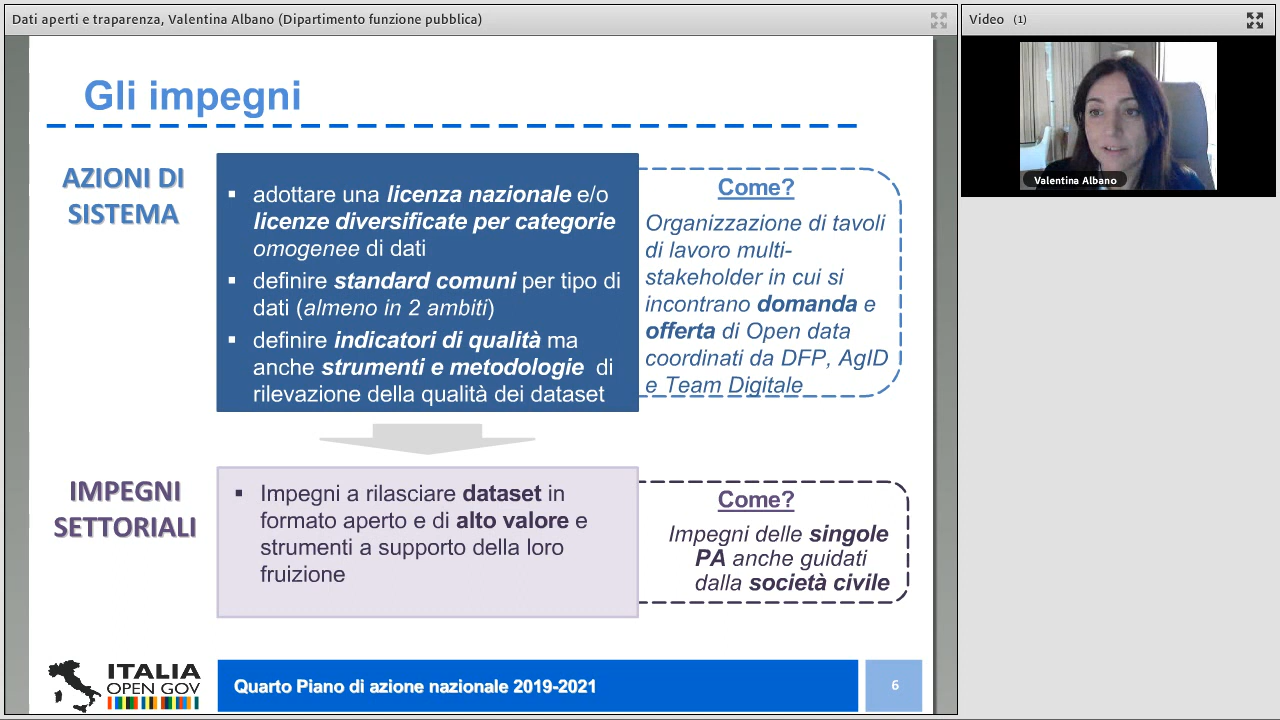 Dati aperti e traparenza, Valentina Albano (Dipartimento funzione pubblica)
Video (1)
Valentina Albano
Gli impegni
AZIONI DI
SISTEMA
▪ adottare una licenza nazionale e/o
licenze diversificate per categorie
omogenee di dati
▪ definire standard comuni per tipo di
dati (almeno in 2 ambiti)
▪ definire indicatori di qualità ma
anche strumenti e metodologie di
rilevazione della qualità dei dataset
Come?
Organizzazione di tavoli
di lavoro multi-
stakeholder in cui si
incontrano domanda e
offerta di Open data
coordinati da DFP, AgID
e Team Digitale
IMPEGNI
SETTORIALI
▪ Impegni a rilasciare dataset in
formato aperto e di alto valore e
strumenti a supporto della loro
fruizione
Come?
Impegni delle singole
PA anche guidati
dalla società civile
ITALIA
OPEN GOV
Quarto Piano di azione nazionale 2019-2021
6